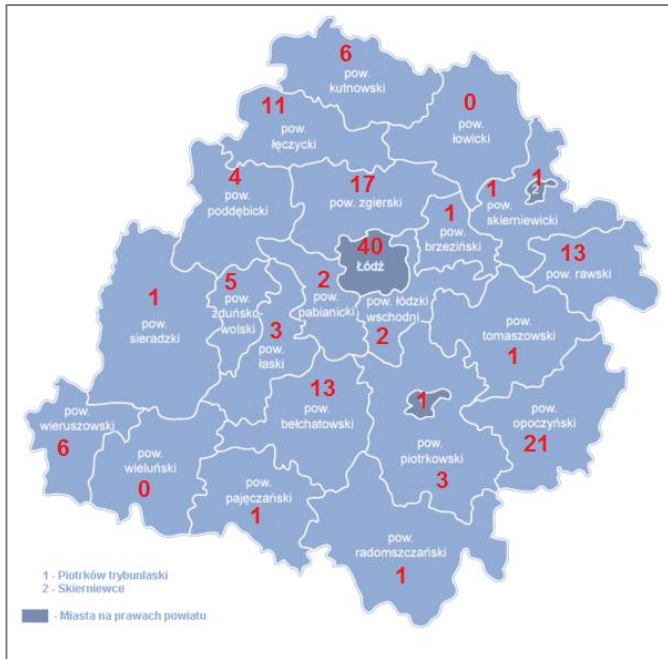 6
pow.
kutnowski
11
pow.
łęczycki
0
pow.
łowicki
4
pow.
poddębicki
17
pow. zgierski
1
pow.
brzeziński
1
pow.
skierniewicki
1
2
13
pow. rawski
40
Łódź
1
pow.
sieradzki
5
pow.
zduńsko-
wolski
3
pow.
łaski
2
pow.
pabianicki
pow. łódzki
wschodni
2
pow.
tomaszowski
1
pow.
wieruszowski
6
pow.
wieluński
0
13
pow.
bełchatowski
1
pow.
piotrkowski
3
pow.
opoczyński
21
pow.
pajęczański
1
pow.
radomszczański
1
1 - Piotrków trybunlaski
2 - Skierniewce
- Miasta na prawach powiatu